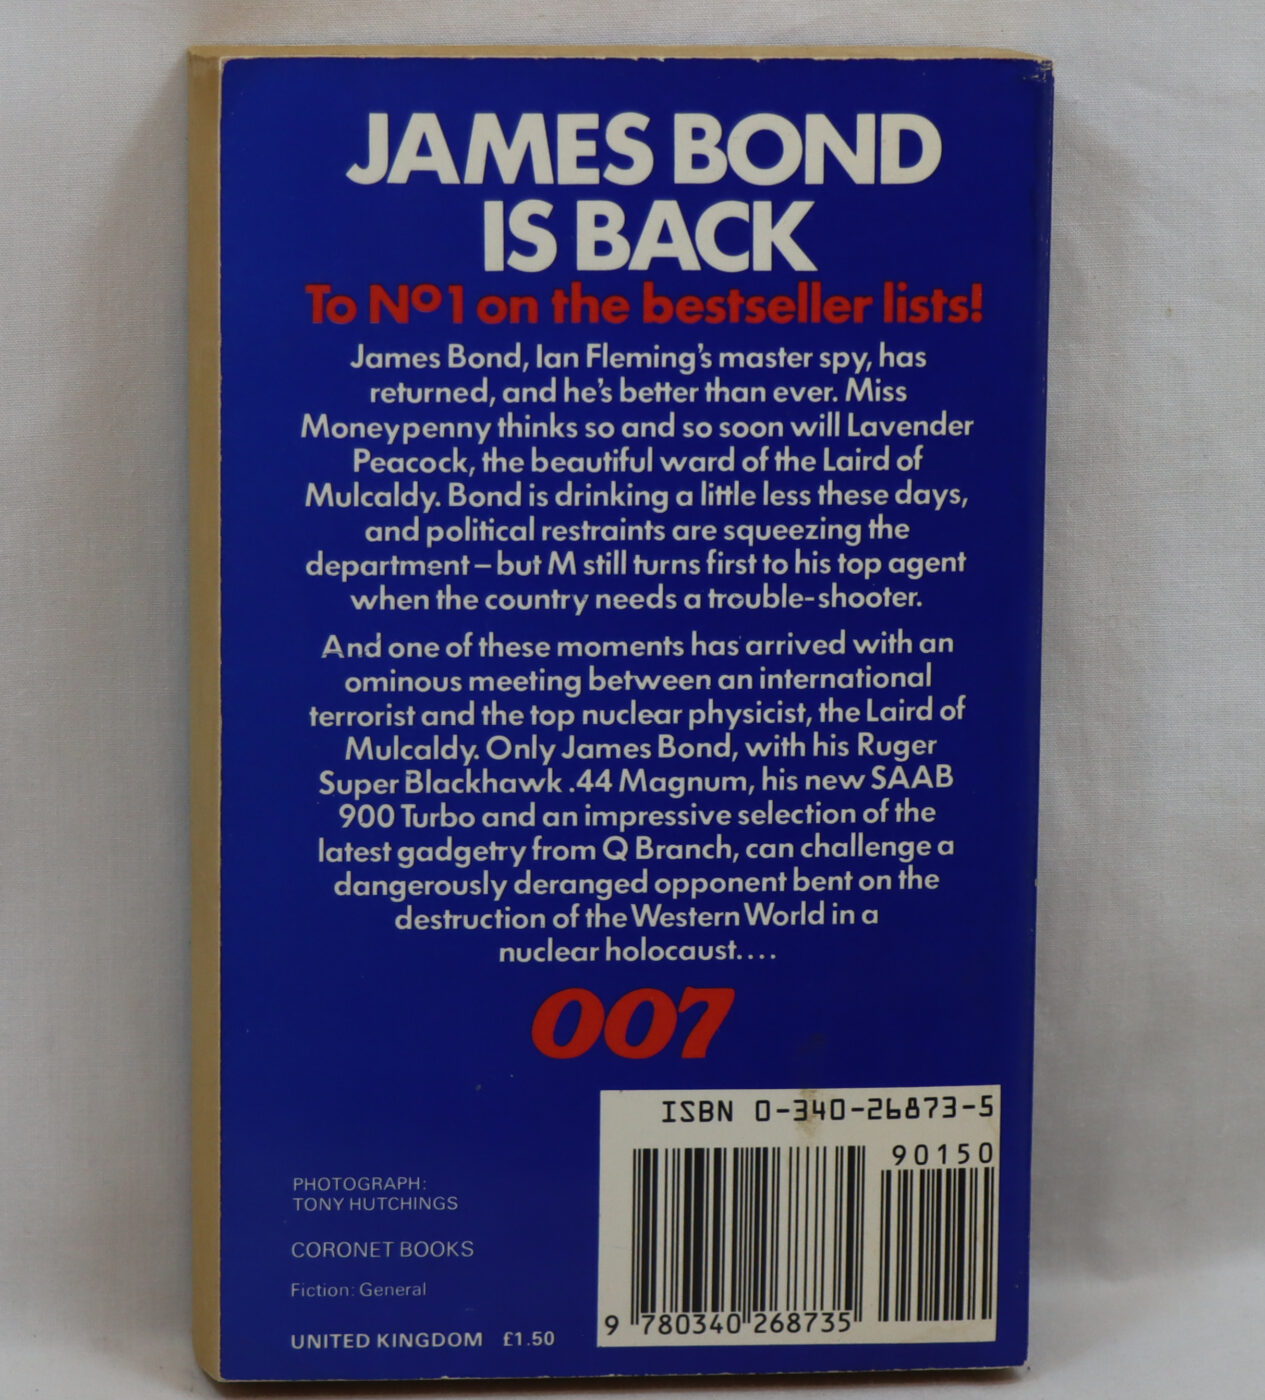 JAMES BOND
IS BACK
To Nº1 on the bestseller lists!
James Bond, Ian Fleming's master spy, has
returned, and he's better than ever. Miss
Moneypenny thinks so and so soon will Lavender
Peacock, the beautiful ward of the Laird of
Mulcaldy. Bond is drinking a little less these days,
and political restraints are squeezing the
department – but M still turns first to his top agent
when the country needs a trouble-shooter.
And one of these moments has arrived with an
ominous meeting between an international
terrorist and the top nuclear physicist, the Laird of
Mulcaldy. Only James Bond, with his Ruger
Super Blackhawk .44 Magnum, his new SAAB
900 Turbo and an impressive selection of the
latest gadgetry from Q Branch, can challenge a
dangerously deranged opponent bent on the
destruction of the Western World in a
nuclear holocaust....
007
ISBN 0-340-26873-5
90150
9 780340 268735
PHOTOGRAPH:
TONY HUTCHINGS
CORONET BOOKS
Fiction: General
UNITED KINGDOM £1.50